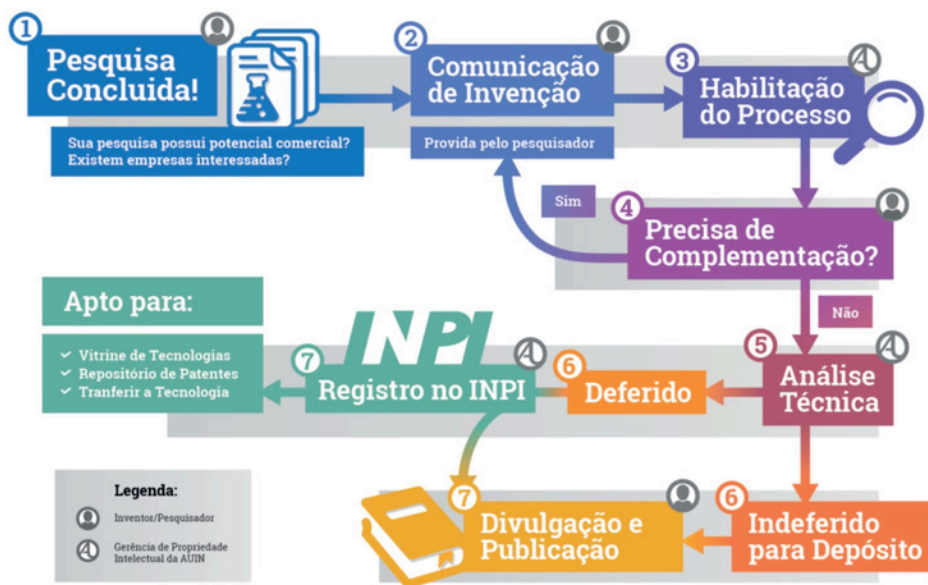 1
Pesquisa
Concluida!
Sua pesquisa possui potencial comercial?
Existem empresas interessadas?
2
Comunicação
de Invenção
Provida pelo pesquisador
3
Habilitação
do Processo
Sim
4
Precisa de
Complementação?
Não
Apto para:
Vitrine de Tecnologias
Repositório de Patentes
Tranferir a Tecnologia
INPI
7
Registro no INPI
6
Deferido
5
Análise
Técnica
Legenda:
Inventor/Pesquisador
Gerência de Propriedade
Intelectual da AUIN
7
Divulgação e
Publicação
6
Indeferido
para Depósito